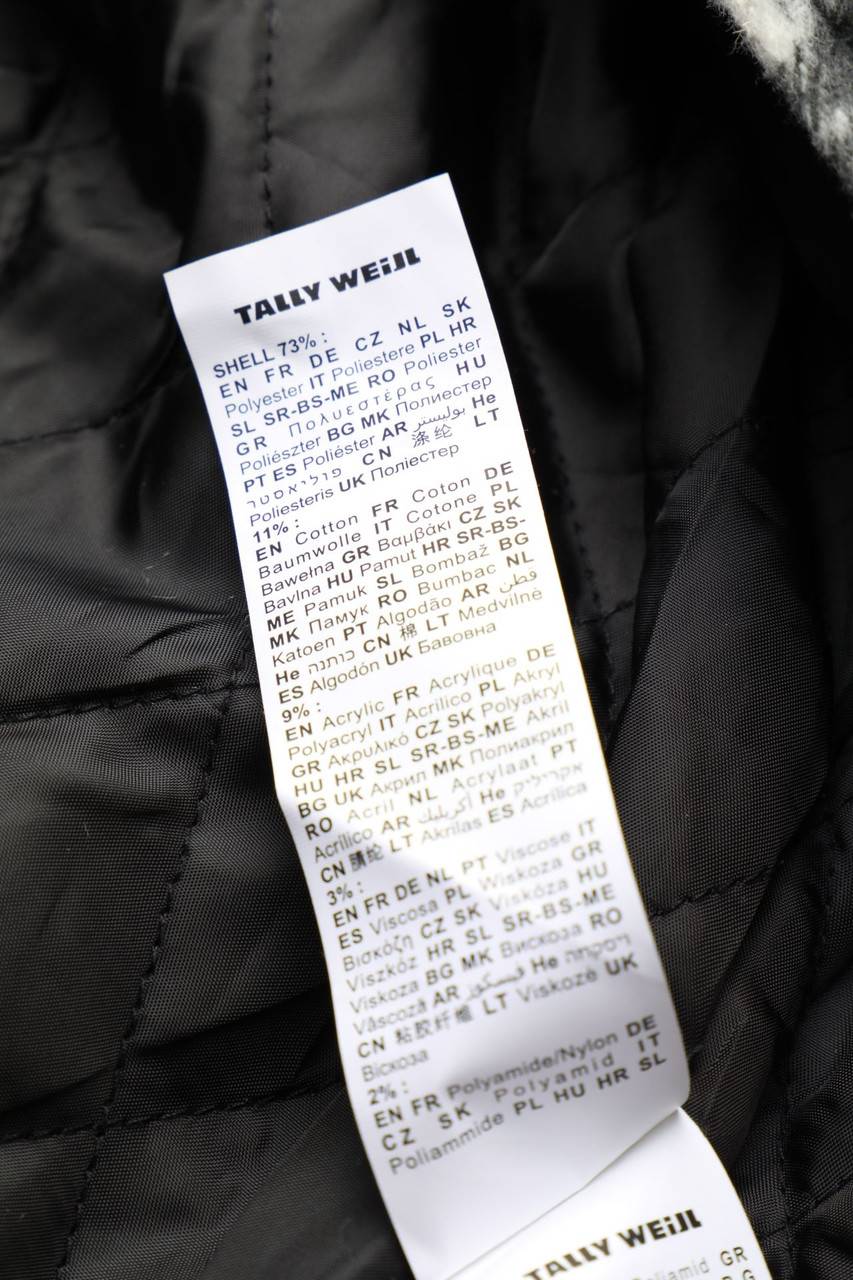 TALLY WEiJL
SHELL 73% :
EN FR DE CZ NL SK
Polyester IT Poliestere PL HR
SL SR-BS-ME RO Poliester
GR Πολυεστέρας HU
Poliészter BG MK Полиестер
PT ES Poliéster AR بوليستر He
פוליאסטר CN 涤纶 LT
Poliesteris UK Поліестер
11% :
EN Cotton FR Coton DE
Baumwolle IT Cotone PL
Bawełna GR Βαμβάκι CZ SK
Bavlna HU Pamut HR SR-BS-
ME Pamuk SL Bombaž BG
MK Памук RO Bumbac NL
Katoen PT Algodão AR قطن
He כותנה CN 棉 LT Medvilnė
ES Algodón UK Бавовна
9% :
EN Acrylic FR Acrylique DE
Polyacryl IT Acrilico PL Akryl
GR Ακρυλικό CZ SK Polyakryl
HU HR SL SR-BS-ME Akril
BG UK Акрил MK Полиакрил
RO Acril NL Acrylaat PT
Acrílico AR أكريليك He אקריליק
CN 腈纶 LT Akrilas ES Acrílica
3% :
EN FR DE NL PT Viscose IT
ES Viscosa PL Wiskoza GR
Βισκόζη CZ SK Viskóza HU
Viszkóz HR SL SR-BS-ME
Viskoza BG MK Вискоза RO
Vâscoză AR فيسكوز He ויסקוזה
CN 粘胶纤维 LT Viskozė UK
Віскоза
2% :
EN FR Polyamide/Nylon DE
CZ SK Polyamid IT
Poliammide PL HU HR SL
TALLY WEiJL
Poliamid GR